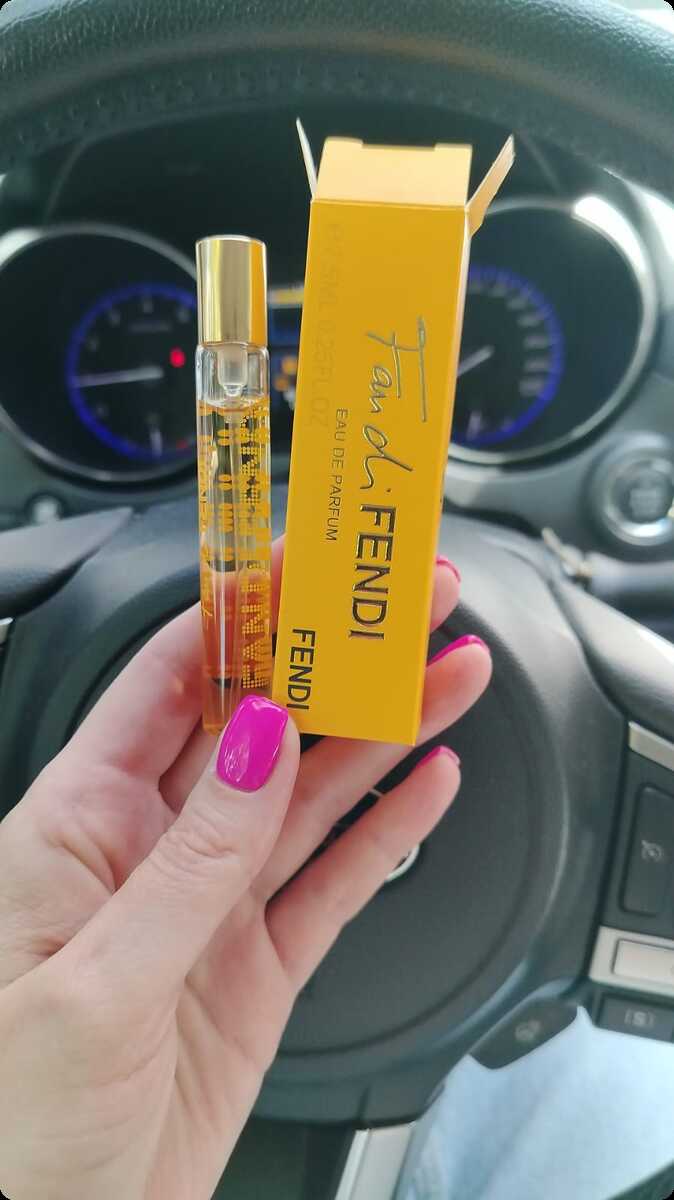 Fan di FENDI
EAU DE PARFUM
FENDI
7.5ML 0.25FL.OZ